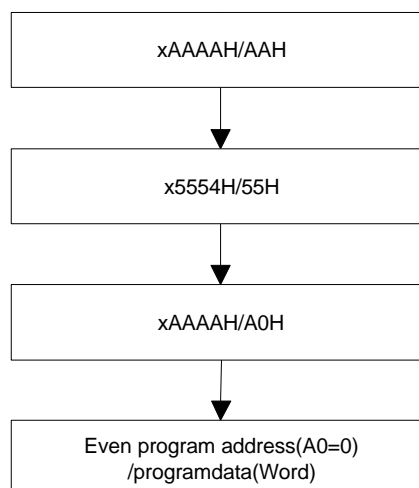 xAAAAH/AAH
x5554H/55H
xAAAAH/A0H
Even program address(A0=0)
/programdata(Word)